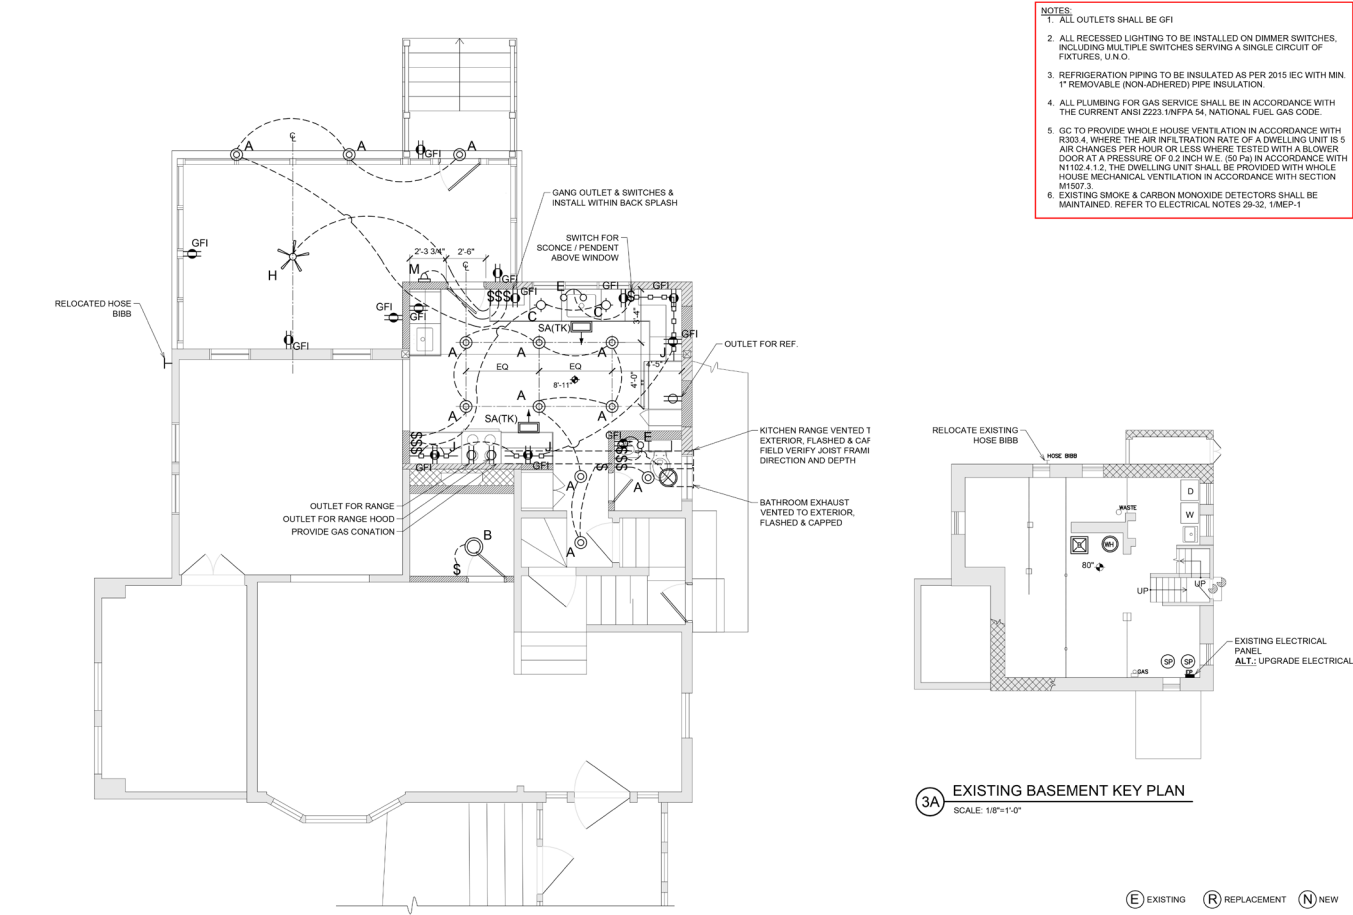 NOTES:
1. ALL OUTLETS SHALL BE GFI
2. ALL RECESSED LIGHTING TO BE INSTALLED ON DIMMER SWITCHES,
INCLUDING MULTIPLE SWITCHES SERVING A SINGLE CIRCUIT OF
FIXTURES, U.N.O.
3. REFRIGERATION PIPING TO BE INSULATED AS PER 2015 IEC WITH MIN.
1" REMOVABLE (NON-ADHERED) PIPE INSULATION.
4. ALL PLUMBING FOR GAS SERVICE SHALL BE IN ACCORDANCE WITH
THE CURRENT ANSI Z223.1/NFPA 54, NATIONAL FUEL GAS CODE.
5. GC TO PROVIDE WHOLE HOUSE VENTILATION IN ACCORDANCE WITH
R303.4, WHERE THE AIR INFILTRATION RATE OF A DWELLING UNIT IS 5
AIR CHANGES PER HOUR OR LESS WHERE TESTED WITH A BLOWER
DOOR AT A PRESSURE OF 0.2 INCH W.E. (50 Pa) IN ACCORDANCE WITH
N1102.4.1.2, THE DWELLING UNIT SHALL BE PROVIDED WITH WHOLE
HOUSE MECHANICAL VENTILATION IN ACCORDANCE WITH SECTION
M1507.3.
6. EXISTING SMOKE & CARBON MONOXIDE DETECTORS SHALL BE
MAINTAINED. REFER TO ELECTRICAL NOTES 29-32, 1/MEP-1
A
A
A
GFI
GFI
H
GFI
GFI
GANG OUTLET & SWITCHES &
INSTALL WITHIN BACK SPLASH
SWITCH FOR
SCONCE / PENDENT
ABOVE WINDOW
2'-3 3/4"
2'-6"
M
GFI
GFI
$$$
GFI
E
GFI
$
GFI
C
C
3'-4"
SA(TK)
GFI
J
A
A
A
EQ
EQ
8'-11"
4'-0"
4'-5"
OUTLET FOR REF.
A
A
A
SA(TK)
$$$
J
J
GFI
GFI
GFI
E
$$$
$
A
A
A
KITCHEN RANGE VENTED T
EXTERIOR, FLASHED & CAF
FIELD VERIFY JOIST FRAMI
DIRECTION AND DEPTH
BATHROOM EXHAUST
VENTED TO EXTERIOR,
FLASHED & CAPPED
OUTLET FOR RANGE
OUTLET FOR RANGE HOOD
PROVIDE GAS CONATION
B
$
RELOCATED HOSE
BIBB
RELOCATE EXISTING
HOSE BIBB
HOSE BIBB
D
W
WASTE
WH
80"
UP
UP
SP
SP
GAS
EP
EXISTING ELECTRICAL
PANEL
ALT.: UPGRADE ELECTRICAL
3A
EXISTING BASEMENT KEY PLAN
SCALE: 1/8"=1'-0"
E EXISTING
R REPLACEMENT
N NEW